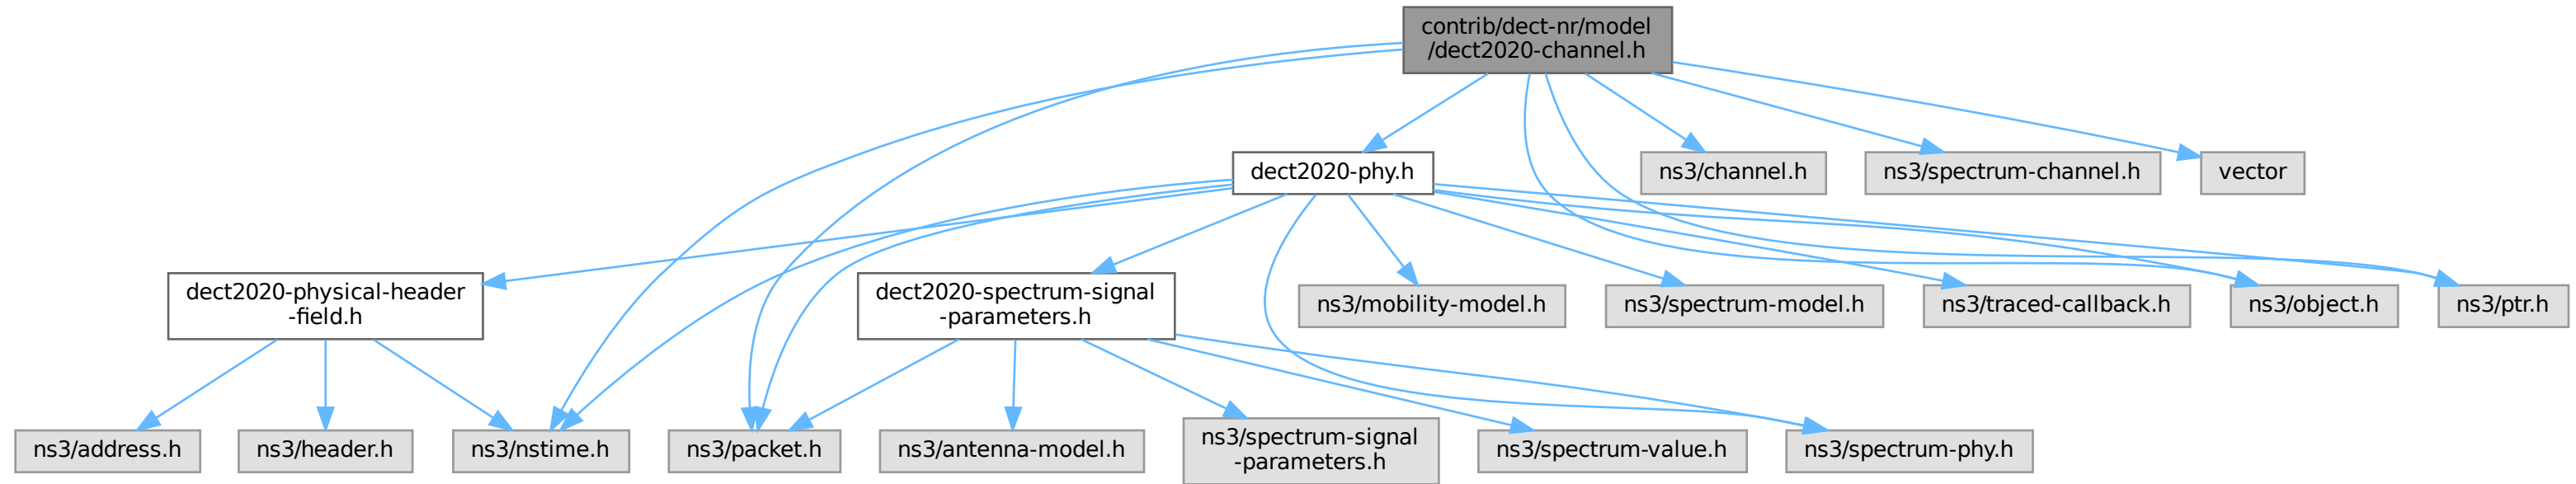 contrib/dect-nr/model
/dect2020-channel.h
dect2020-phy.h
ns3/channel.h
ns3/spectrum-channel.h
vector
dect2020-physical-header
-field.h
dect2020-spectrum-signal
-parameters.h
ns3/mobility-model.h
ns3/spectrum-model.h
ns3/traced-callback.h
ns3/object.h
ns3/ptr.h
ns3/address.h
ns3/header.h
ns3/nstime.h
ns3/packet.h
ns3/antenna-model.h
ns3/spectrum-signal
-parameters.h
ns3/spectrum-value.h
ns3/spectrum-phy.h